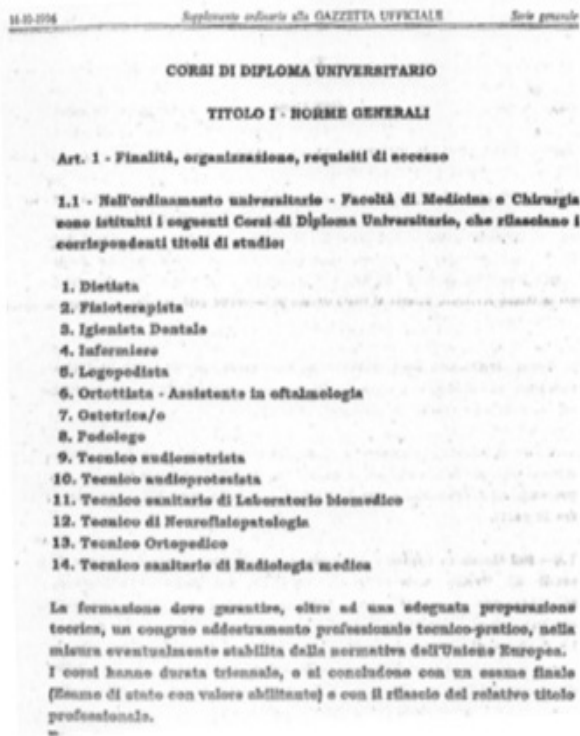 14-10-1996 Supplemento ordinario alla GAZZETTA UFFICIALE Serie generale
CORSI DI DIPLOMA UNIVERSITARIO
TITOLO I - NORME GENERALI
Art. 1 - Finalità, organizzazione, requisiti di accesso
1.1 - Nell'ordinamento universitario - Facoltà di Medicina e Chirurgia
sono istituiti i seguenti Corsi di Diploma Universitario, che rilasciano i
corrispondenti titoli di studio:
1. Dietista
2. Fisioterapista
3. Igienista Dentale
4. Infermiere
5. Logopedista
6. Ortottista - Assistente in oftalmologia
7. Ostetrica/o
8. Podologo
9. Tecnico audiometrista
10. Tecnico audioprotesista
11. Tecnico sanitario di Laboratorio biomedico
12. Tecnico di Neurofisiopatologia
13. Tecnico Ortopedico
14. Tecnico sanitario di Radiologia medica
La formazione deve garantire, oltre ad una adeguata preparazione
teorica, un congruo addestramento professionale tecnico-pratico, nella
misura eventualmente stabilita dalla normativa dell'Unione Europea.
I corsi hanno durata triennale, e si concludono con un esame finale
(Esame di stato con valore abilitante) e con il rilascio del relativo titolo
professionale.